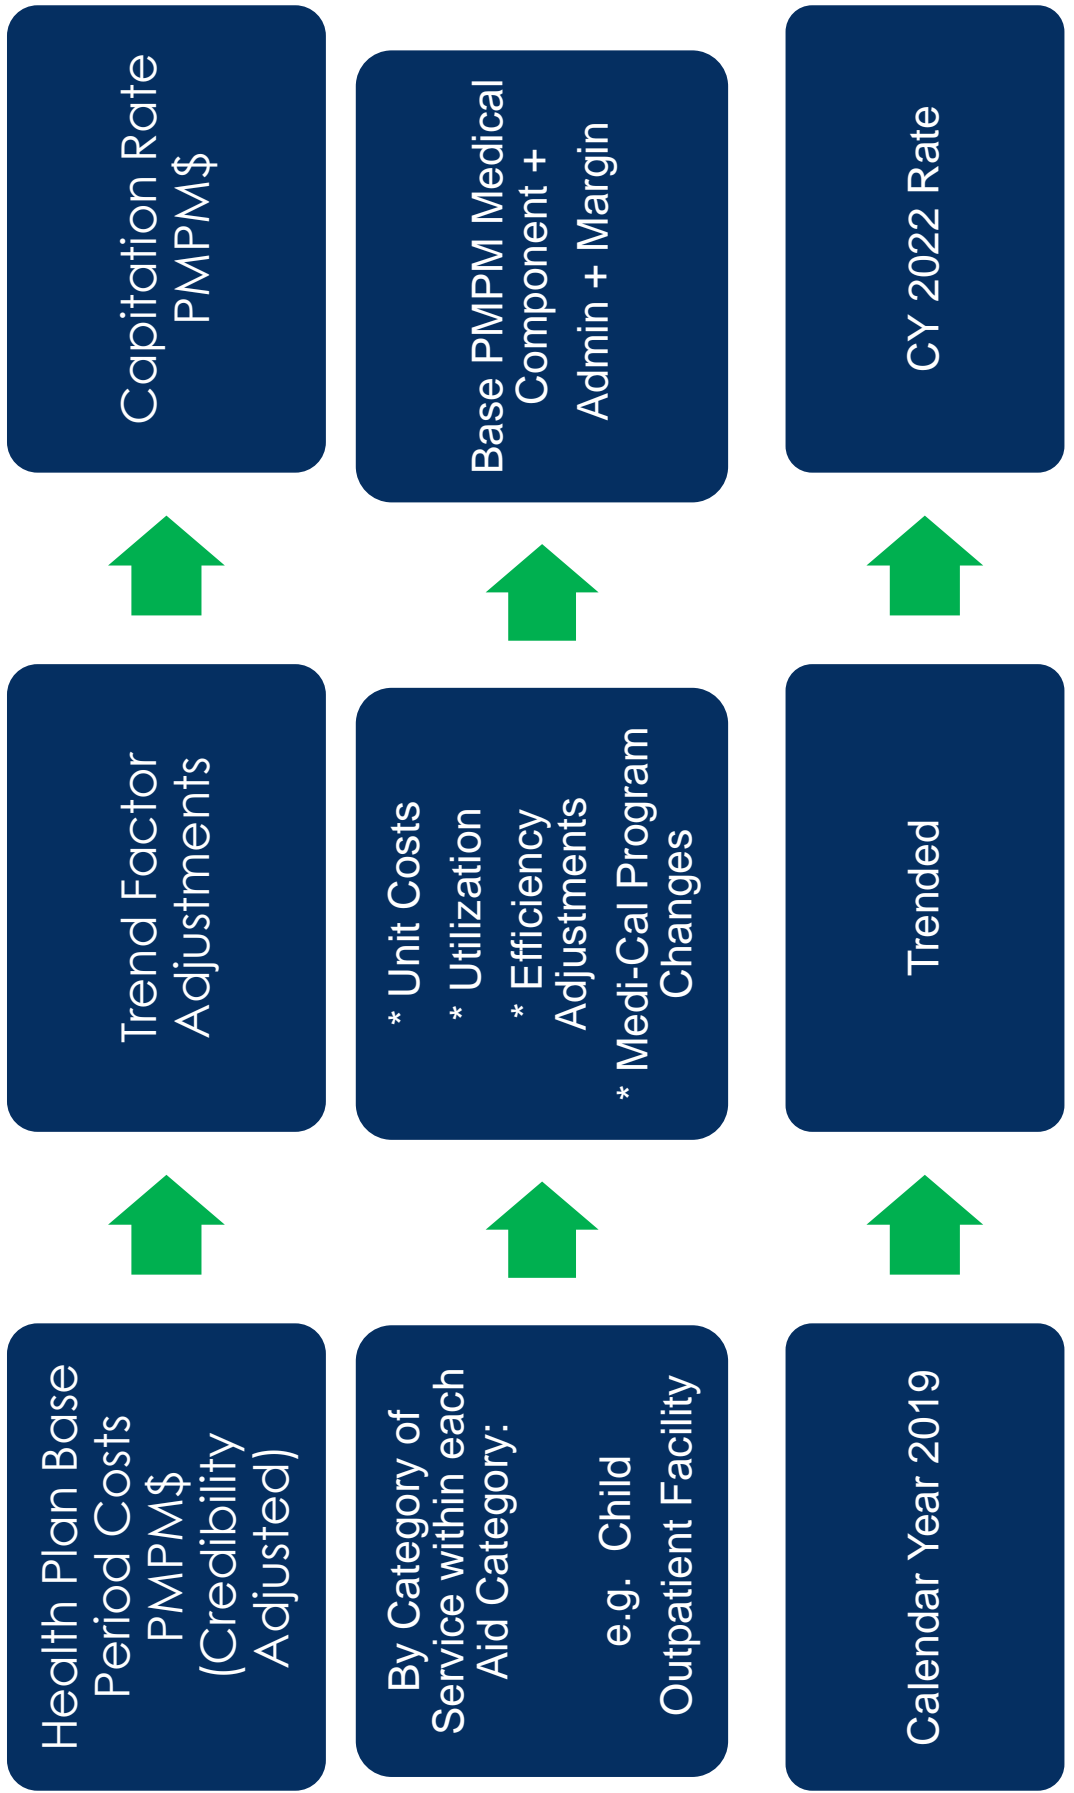 Health Plan Base
Period Costs
PMPM$
(Credibility
Adjusted)
Trend Factor
Adjustments
Capitation Rate
PMPM$
By Category of
Service within each
Aid Category:
e.g. Child
Outpatient Facility
* Unit Costs
* Utilization
* Efficiency
Adjustments
* Medi-Cal Program
Changes
Base PMPM Medical
Component +
Admin + Margin
Calendar Year 2019
Trended
CY 2022 Rate